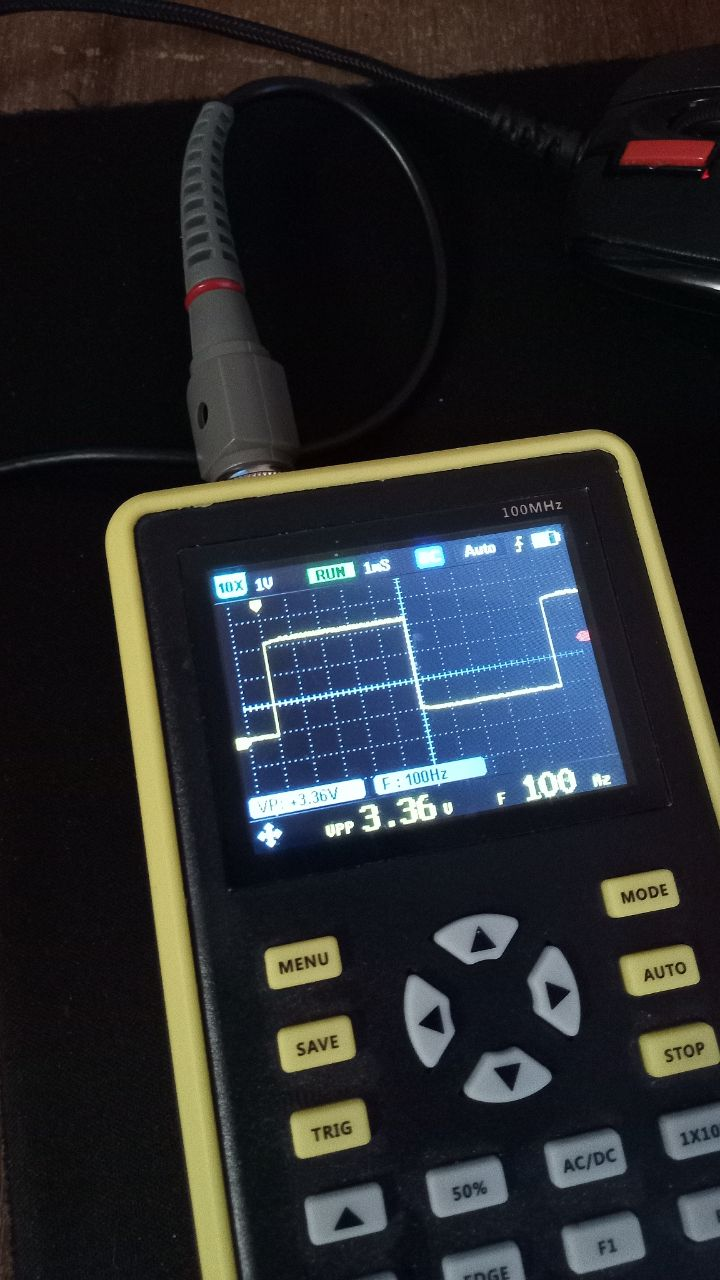 100MHz
10X 1V RUN 1mS Auto
VP: +3.36V F: 100Hz
VPP 3.36 V F 100 Hz
MODE
MENU
AUTO
SAVE
STOP
TRIG
1X10
AC/DC
50%
F1
EDGE